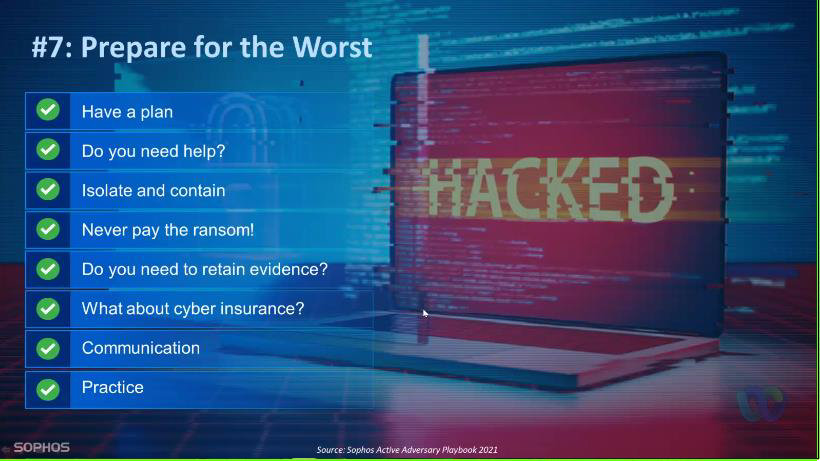 #7: Prepare for the Worst
Have a plan
Do you need help?
Isolate and contain
HACKED
Never pay the ransom!
Do you need to retain evidence?
What about cyber insurance?
Communication
Practice
SOPHOS
Source: Sophos Active Adversary Playbook 2021